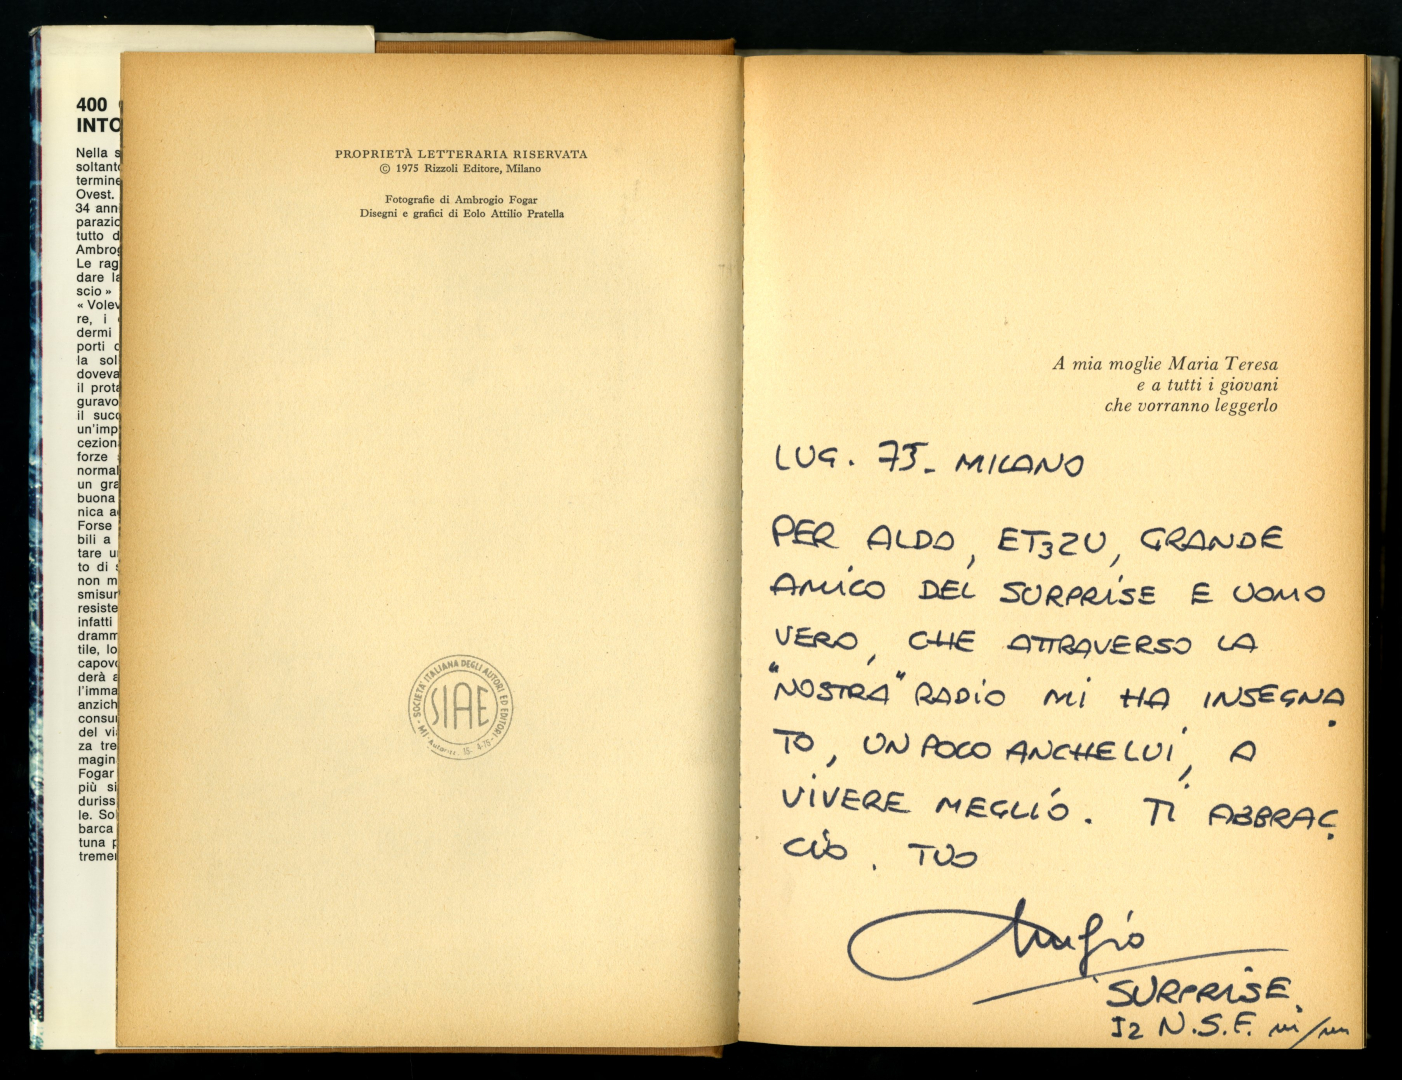 400
INTO
Nella s
soltanto
termine
Ovest.
34 ann
parazio
tutto d
Ambrog
Le rag
dare la
scio »
« Volev
re, i
dermi
porti
la sol
doveva
il prota
guravo
il succ
un'imp
cezion
forze
normal
un gra
buona
nica a
Forse
bili a
tare u
to di s
non m
smisur
resiste
infatti
dramm
tile, lo
capovo
derà a
l'imma
anzich
consu
del vi
za tre
magin
Fogar
più si
duriss
le. So
barca
tuna p
treme
PROPRIETÀ LETTERARIA RISERVATA
© 1975 Rizzoli Editore, Milano
Fotografie di Ambrogio Fogar
Disegni e grafici di Eolo Attilio Pratella
SOCIETA' ITALIANA DEGLI AUTORI ED EDITORI
SIAE
A mia moglie Maria Teresa
e a tutti i giovani
che vorranno leggerlo
LUG. 75- MILANO
PER ALDO, ET3ZU, GRANDE
AMICO DEL SURPRISE E UOMO
VERO, CHE ATTRAVERSO LA
"NOSTRA" RADIO MI HA INSEGNA
TO, UN POCO ANCHE LUI, A
VIVERE MEGLIO. TI ABBRAC
CIO. TUO
SURPRISE
I2 N.S.F. m/m